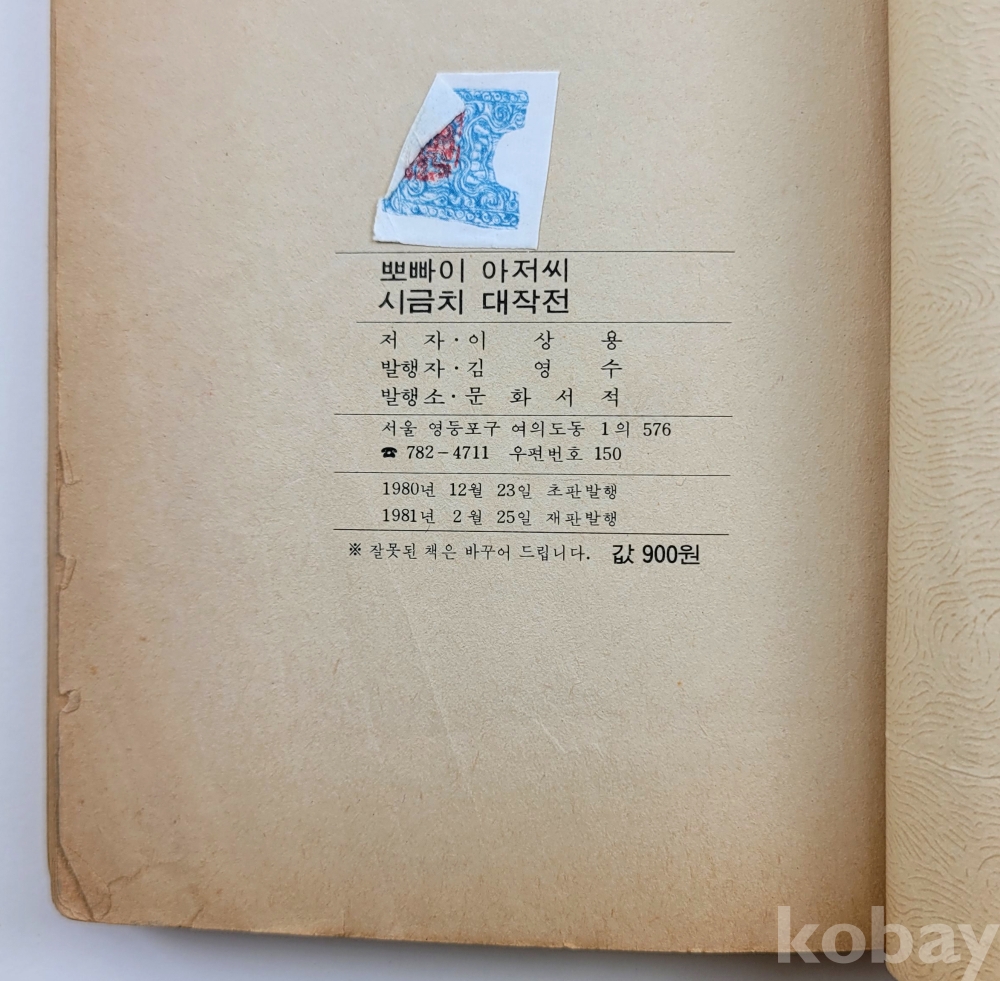 뽀빠이 아저씨
시금치 대작전
저 자·이 상 용
발행자·김 영 수
발행소·문 화 서 적
서울 영등포구 여의도동 1의 576
☎ 782-4711 우편번호 150
1980년 12월 23일 초판발행
1981년 2월 25일 재판발행
※ 잘못된 책은 바꾸어 드립니다. 값 900원
kobay